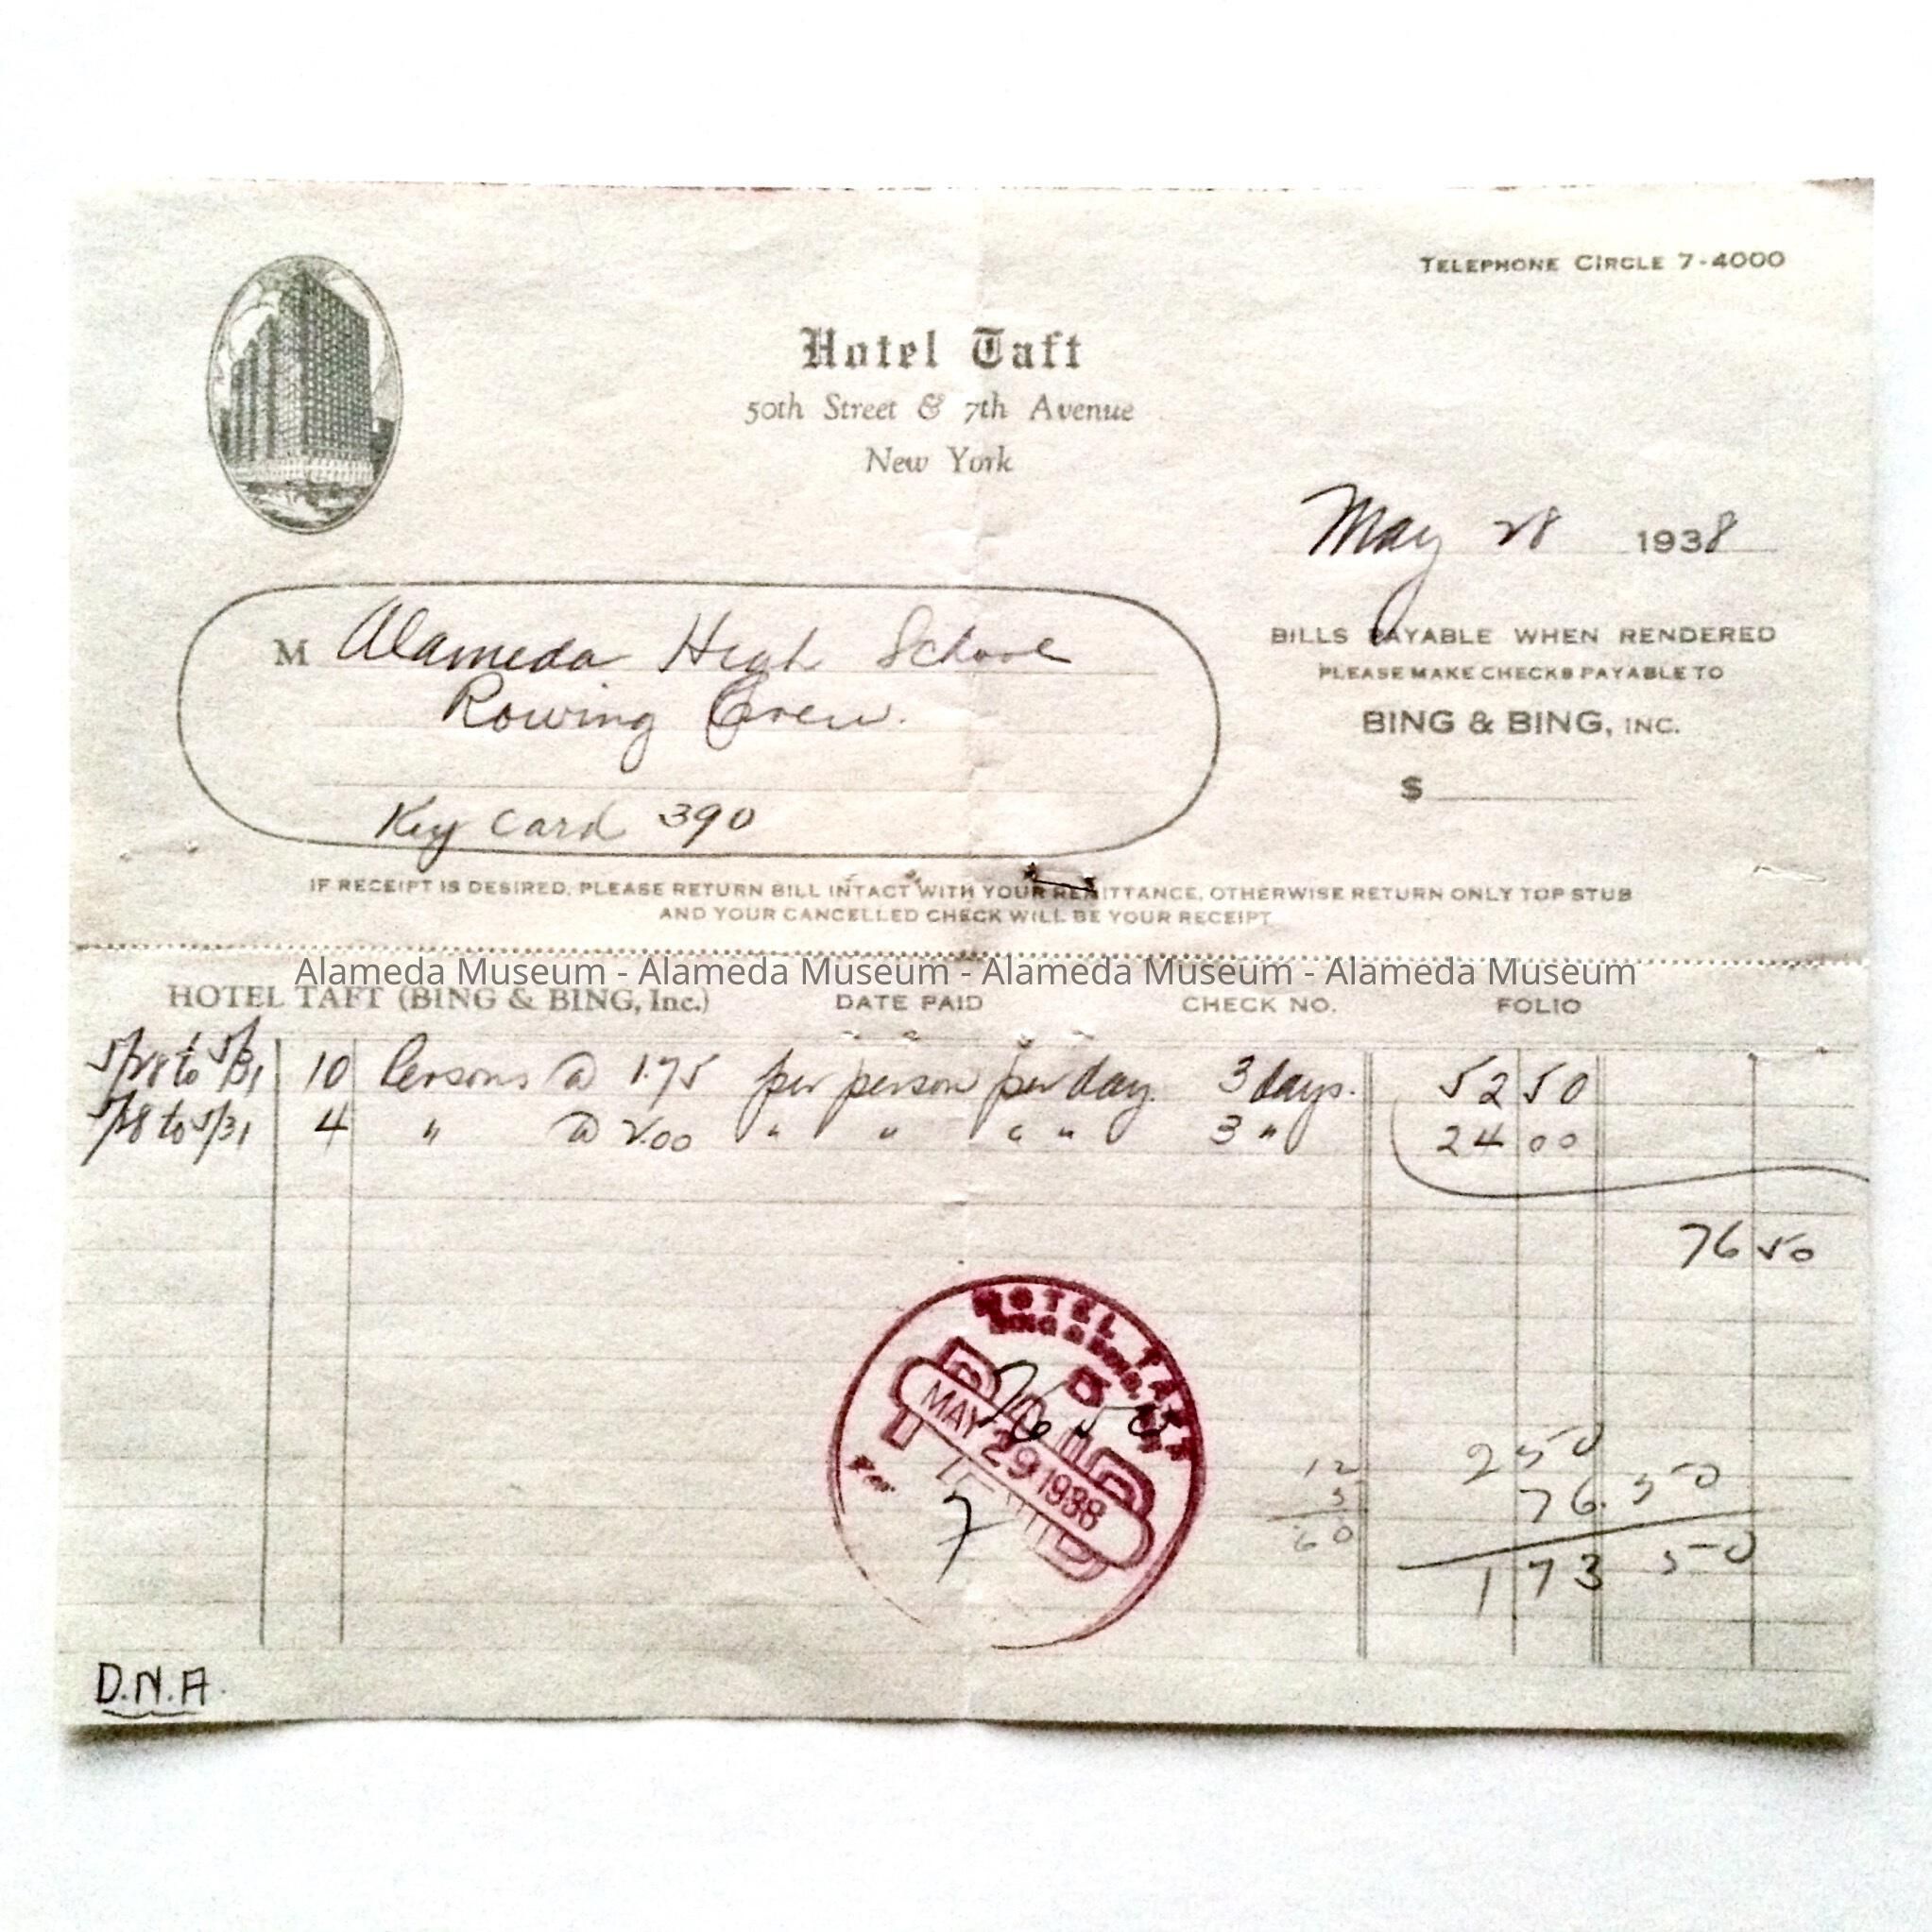 TELEPHONE CIRCLE 7-4000
Hotel Taft
50th Street & 7th Avenue
New York
May 28 1938
M Alameda High School
Rowing Crew.
Key Card 390
BILLS PAYABLE WHEN RENDERED
PLEASE MAKE CHECKS PAYABLE TO
BING & BING, INC.
$
IF RECEIPT IS DESIRED, PLEASE RETURN BILL INTACT WITH YOUR REMITTANCE, OTHERWISE RETURN ONLY TOP STUB
AND YOUR CANCELLED CHECK WILL BE YOUR RECEIPT
Alameda Museum - Alameda Museum - Alameda Museum - Alameda Museum
HOTEL TAFT (BING & BING, Inc.) DATE PAID CHECK NO. FOLIO
5/28 to 5/31 10 Persons @ 1.75 per person per day. 3 days. 52 50
5/28 to 5/31 4 " @ 2.00 " " " " 3 " 24 00
76 50
HOTEL TAFT
PAID
MAY 29 1938
Per
12
5
60
2 50
76.50
173 50
D.N.A.